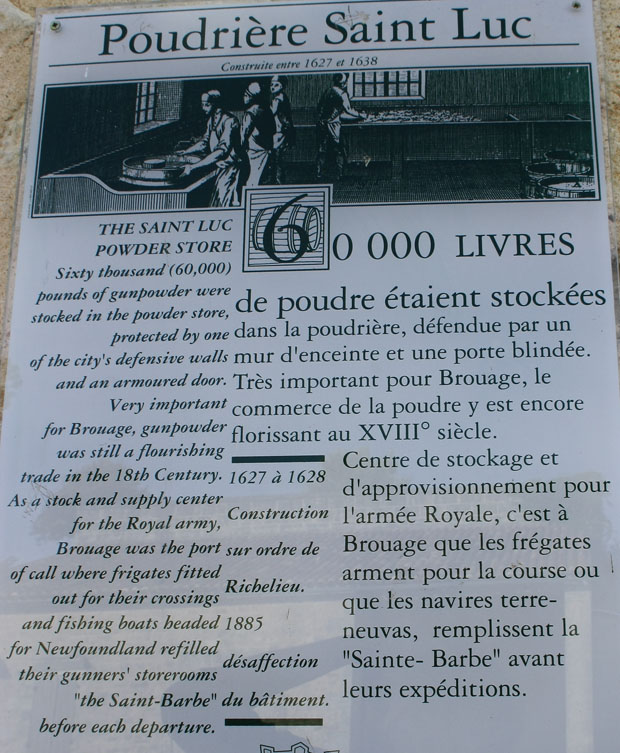 Poudrière Saint Luc
Construite entre 1627 et 1638
THE SAINT LUC
POWDER STORE
Sixty thousand (60,000)
pounds of gunpowder were
stocked in the powder store,
protected by one
of the city's defensive walls
and an armoured door.
Very important
for Brouage, gunpowder
was still a flourishing
trade in the 18th Century.
As a stock and supply center
for the Royal army,
Brouage was the port
of call where frigates fitted
out for their crossings
and fishing boats headed
for Newfoundland refilled
their gunners' storerooms
"the Saint-Barbe"
before each departure.
60 000 LIVRES
de poudre étaient stockées
dans la poudrière, défendue par un
mur d'enceinte et une porte blindée.
Très important pour Brouage, le
commerce de la poudre y est encore
florissant au XVIII° siècle.
1627 à 1628
Construction
sur ordre de
Richelieu.
1885
désaffection
du bâtiment.
Centre de stockage et
d'approvisionnement pour
l'armée Royale, c'est à
Brouage que les frégates
arment pour la course ou
que les navires terre-
neuvas, remplissent la
"Sainte- Barbe" avant
leurs expéditions.